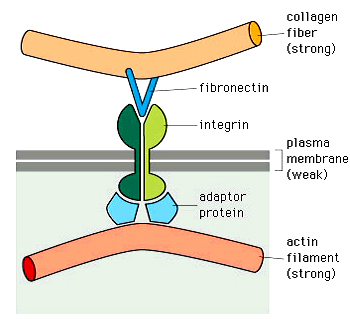 collagen
fiber
(strong)
fibronectin
integrin
plasma
membrane
(weak)
adaptor
protein
actin
filament
(strong)